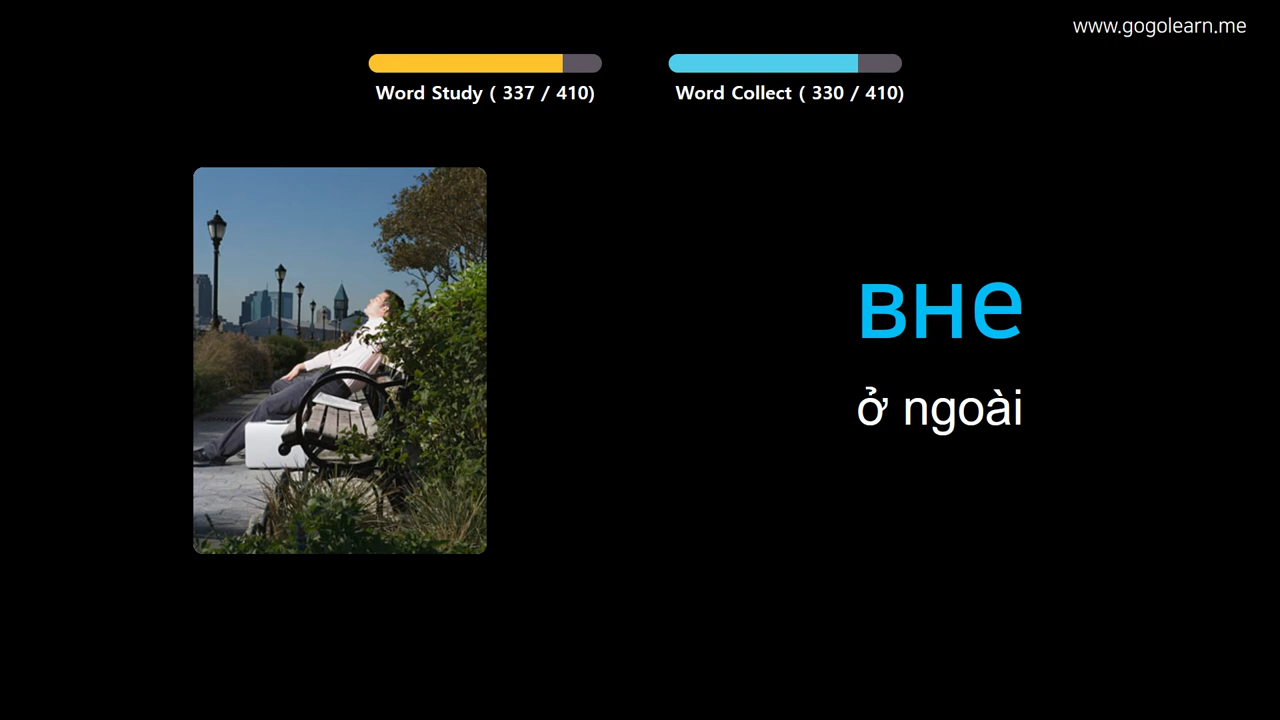 www.gogolearn.me
Word Study ( 337 / 410)
Word Collect ( 330 / 410)
вне
ở ngoài